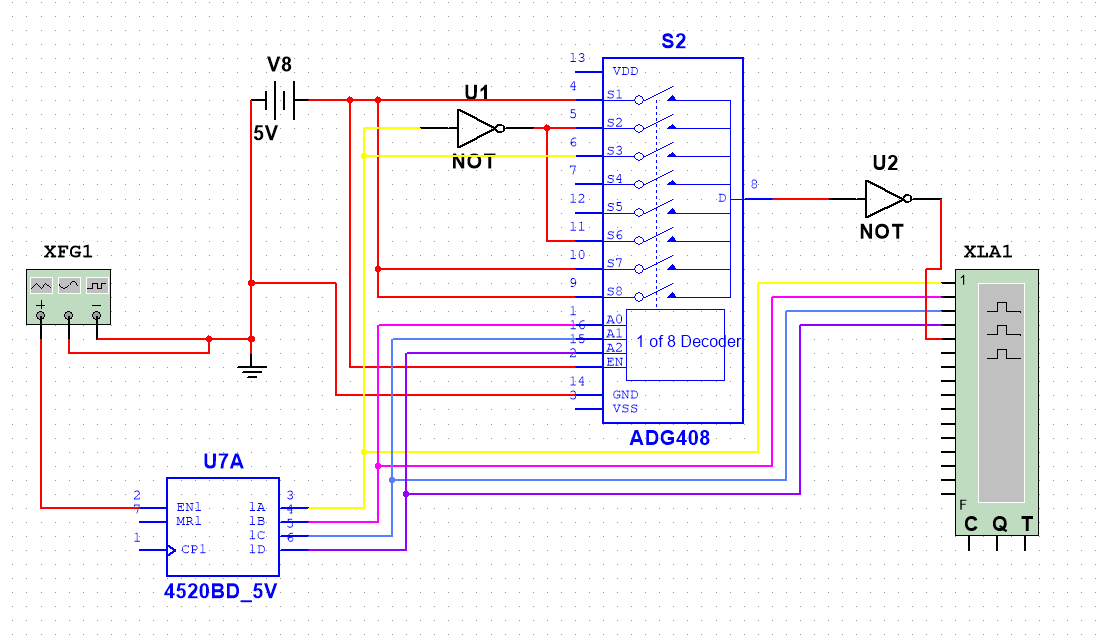 S2
V8
5V
U1
NOT
13
4
5
6
7
12
11
10
9
1
16
15
2
14
3
VDD
S1
S2
S3
S4
S5
S6
S7
S8
A0
A1
A2
EN
GND
VSS
D
8
1 of 8 Decoder
ADG408
U2
NOT
XFG1
+
−
XLA1
1
F
C Q T
U7A
2
7
1
EN1
MR1
CP1
1A
1B
1C
1D
3
4
5
6
4520BD_5V